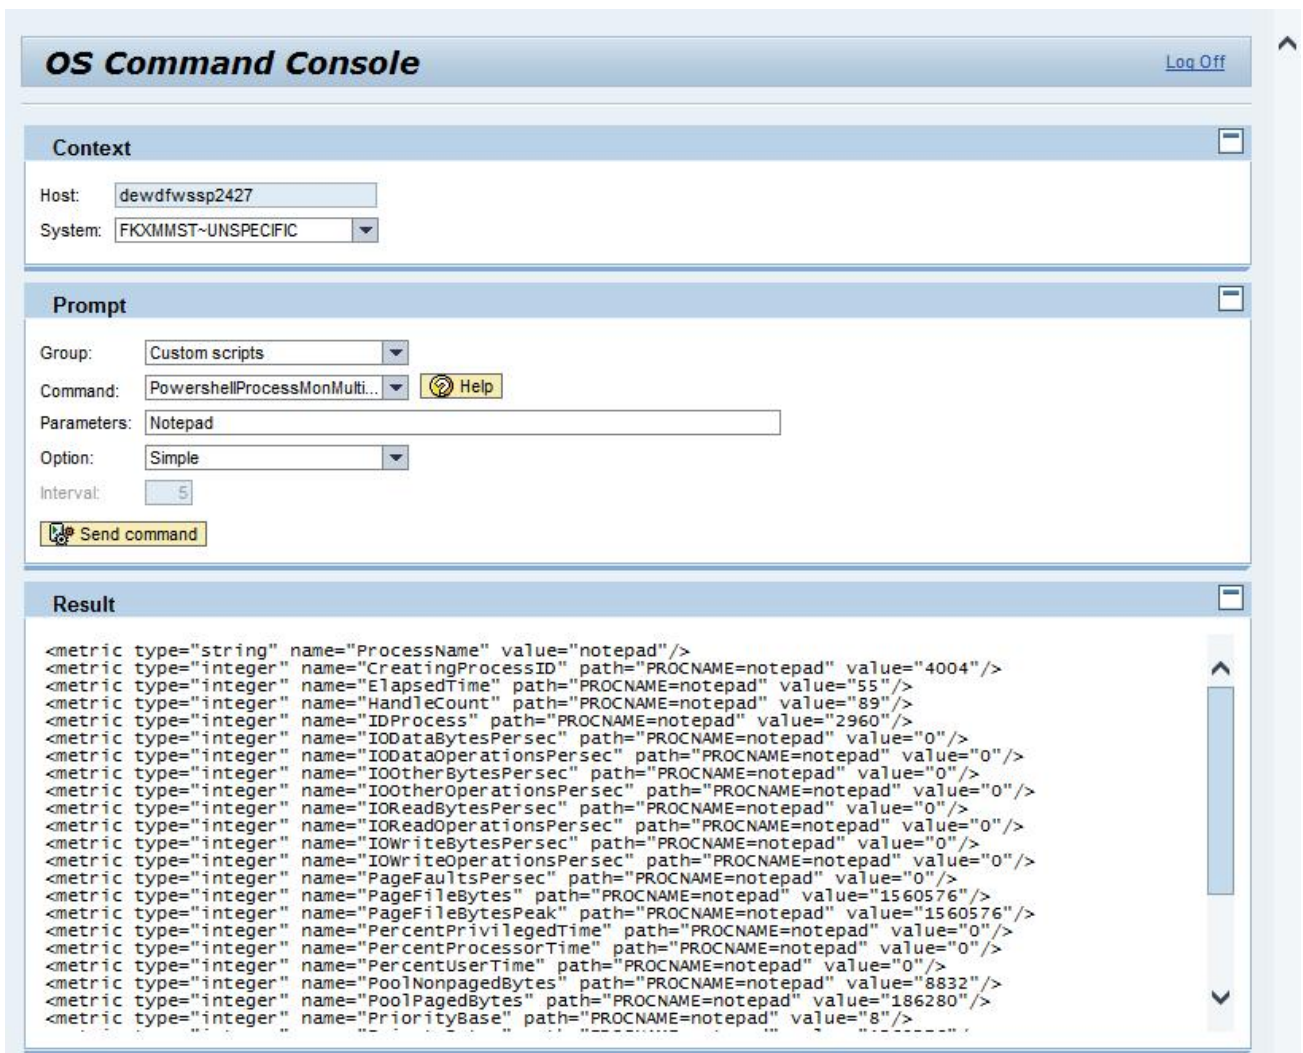 OS Command Console
Log Off
Context
Host: dewdfwssp2427
System: FKXMMST~UNSPECIFIC
Prompt
Group: Custom scripts
Command: PowershellProcessMonMulti... Help
Parameters: Notepad
Option: Simple
Interval: 5
Send command
Result
<metric type="string" name="ProcessName" value="notepad"/>
<metric type="integer" name="CreatingProcessID" path="PROCNAME=notepad" value="4004"/>
<metric type="integer" name="ElapsedTime" path="PROCNAME=notepad" value="55"/>
<metric type="integer" name="HandleCount" path="PROCNAME=notepad" value="89"/>
<metric type="integer" name="IDProcess" path="PROCNAME=notepad" value="2960"/>
<metric type="integer" name="IODataBytesPersec" path="PROCNAME=notepad" value="0"/>
<metric type="integer" name="IODataOperationsPersec" path="PROCNAME=notepad" value="0"/>
<metric type="integer" name="IOOtherBytesPersec" path="PROCNAME=notepad" value="0"/>
<metric type="integer" name="IOOtherOperationsPersec" path="PROCNAME=notepad" value="0"/>
<metric type="integer" name="IOReadBytesPersec" path="PROCNAME=notepad" value="0"/>
<metric type="integer" name="IOReadOperationsPersec" path="PROCNAME=notepad" value="0"/>
<metric type="integer" name="IOWriteBytesPersec" path="PROCNAME=notepad" value="0"/>
<metric type="integer" name="IOWriteOperationsPersec" path="PROCNAME=notepad" value="0"/>
<metric type="integer" name="PageFaultsPersec" path="PROCNAME=notepad" value="0"/>
<metric type="integer" name="PageFileBytes" path="PROCNAME=notepad" value="1560576"/>
<metric type="integer" name="PageFileBytesPeak" path="PROCNAME=notepad" value="1560576"/>
<metric type="integer" name="PercentPrivilegedTime" path="PROCNAME=notepad" value="0"/>
<metric type="integer" name="PercentProcessorTime" path="PROCNAME=notepad" value="0"/>
<metric type="integer" name="PercentUserTime" path="PROCNAME=notepad" value="0"/>
<metric type="integer" name="PoolNonpagedBytes" path="PROCNAME=notepad" value="8832"/>
<metric type="integer" name="PoolPagedBytes" path="PROCNAME=notepad" value="186280"/>
<metric type="integer" name="PriorityBase" path="PROCNAME=notepad" value="8"/>